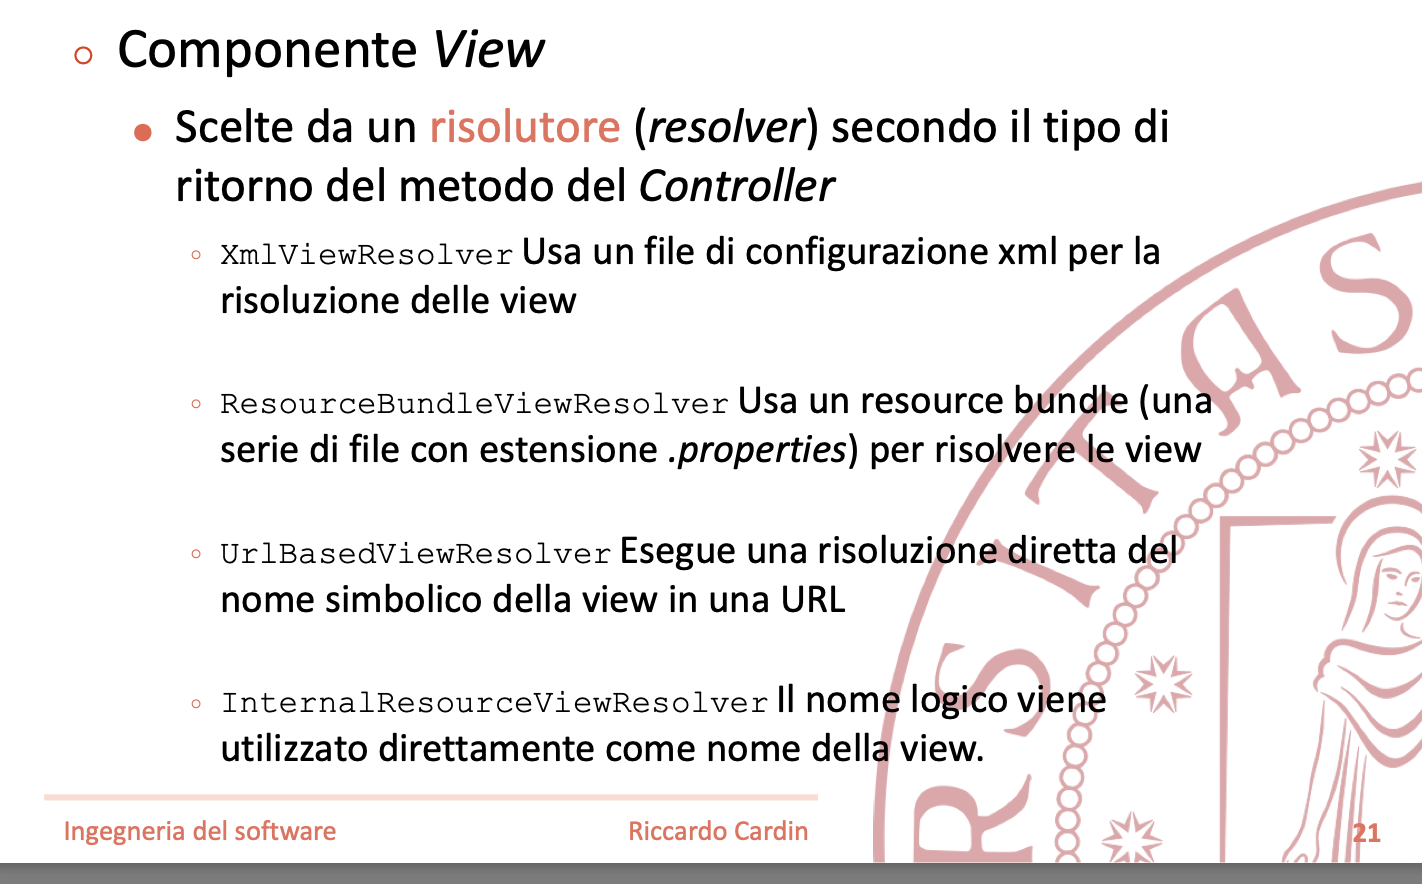 Componente View
Scelte da un risolutore (resolver) secondo il tipo di
ritorno del metodo del Controller
XmlViewResolver Usa un file di configurazione xml per la
risoluzione delle view
ResourceBundleViewResolver Usa un resource bundle (una
serie di file con estensione .properties) per risolvere le view
UrlBasedViewResolver Esegue una risoluzione diretta del
nome simbolico della view in una URL
InternalResourceViewResolver Il nome logico viene
utilizzato direttamente come nome della view.
Ingegneria del software
Riccardo Cardin
21
RSITAS